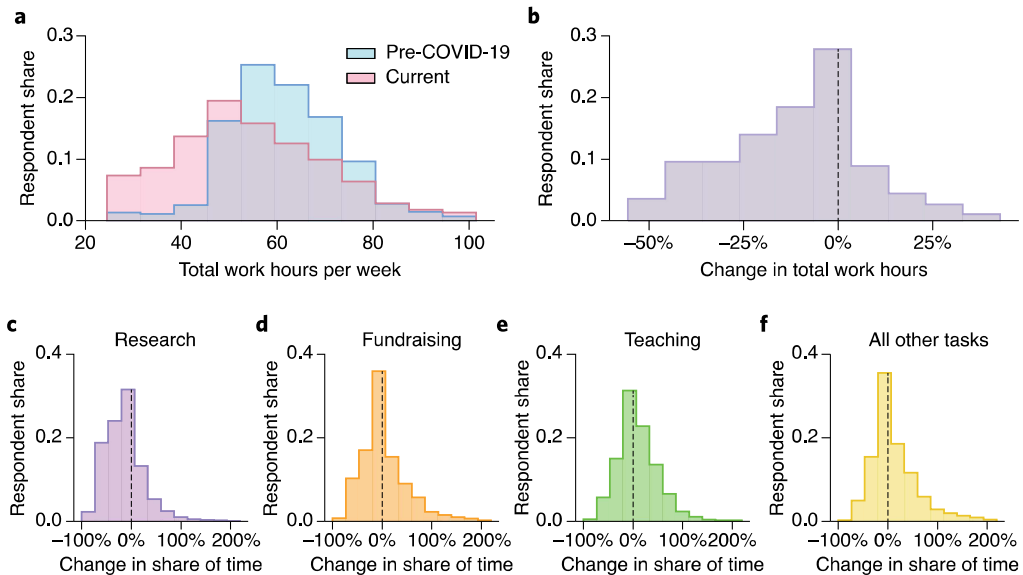 a
0.3
0.2
0.1
0.0
Respondent share
20
40
60
80
100
Total work hours per week
Pre-COVID-19
Current
b
0.3
0.2
0.1
0.0
Respondent share
−50%
−25%
0%
25%
Change in total work hours
c
Research
0.4
0.2
0.0
Respondent share
−100%
0%
100%
200%
Change in share of time
d
Fundraising
0.4
0.2
0.0
Respondent share
−100%
0%
100%
200%
Change in share of time
e
Teaching
0.4
0.2
0.0
Respondent share
−100%
0%
100%
200%
Change in share of time
f
All other tasks
0.4
0.2
0.0
Respondent share
−100%
0%
100%
200%
Change in share of time